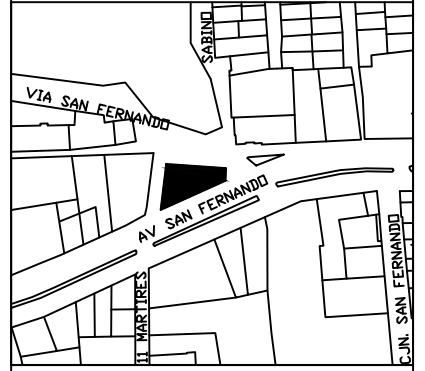 SABINO
VIA SAN FERNANDO
AV SAN FERNANDO
11 MARTIRES
CJN. SAN FERNANDO